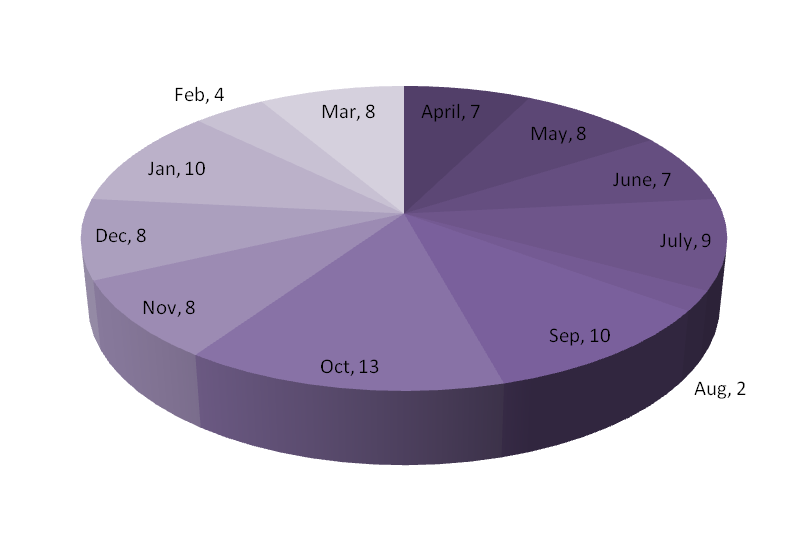 April, 7
May, 8
June, 7
July, 9
Aug, 2
Sep, 10
Oct, 13
Nov, 8
Dec, 8
Jan, 10
Feb, 4
Mar, 8